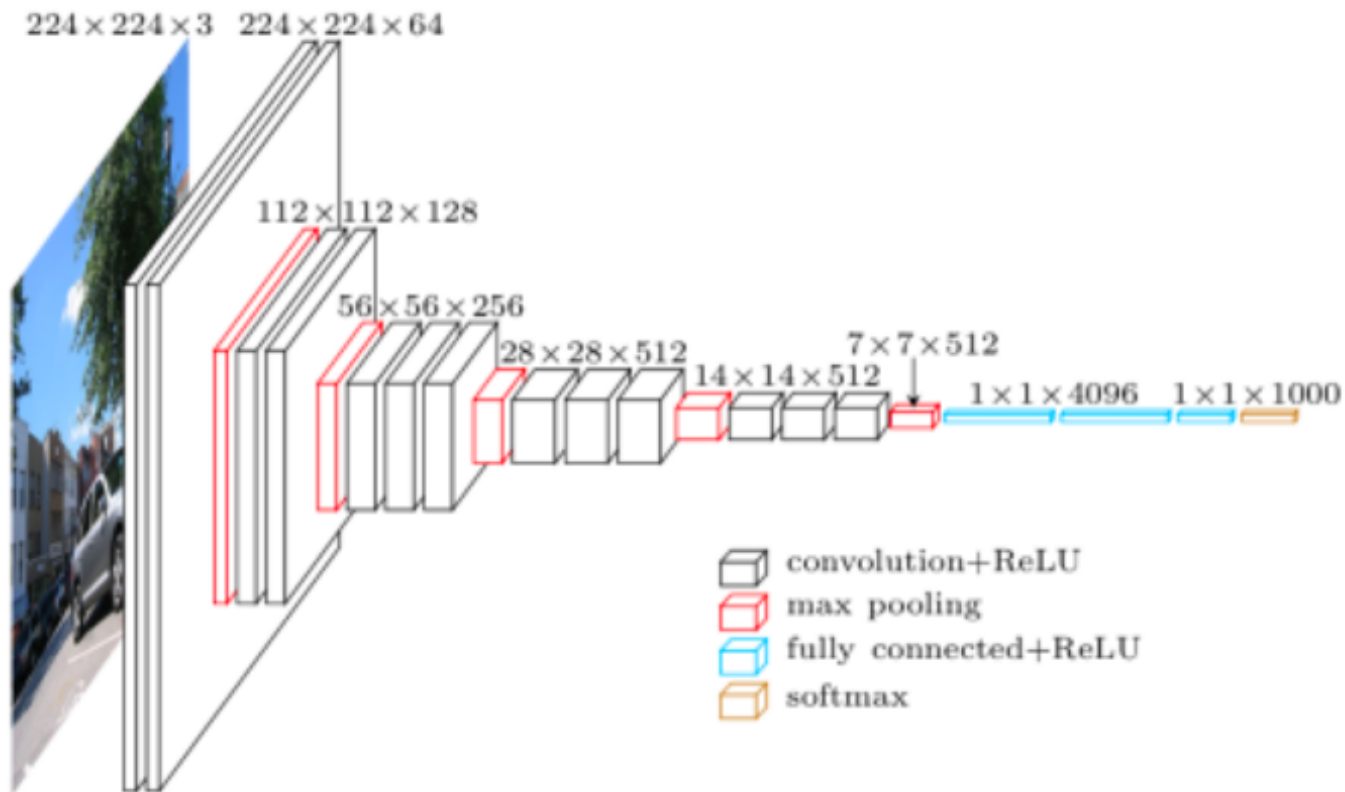 224×224×3
224×224×64
112×112×128
56×56×256
28×28×512
14×14×512
7×7×512
1×1×4096
1×1×1000
convolution+ReLU
max pooling
fully connected+ReLU
softmax